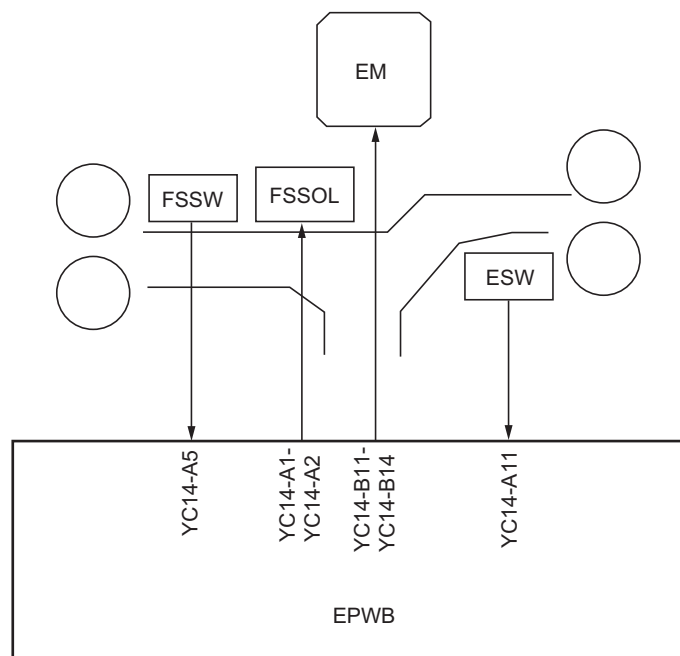 EM
FSSW
FSSOL
ESW
YC14-A5
YC14-A1-
YC14-A2
YC14-B11-
YC14-B14
YC14-A11
EPWB